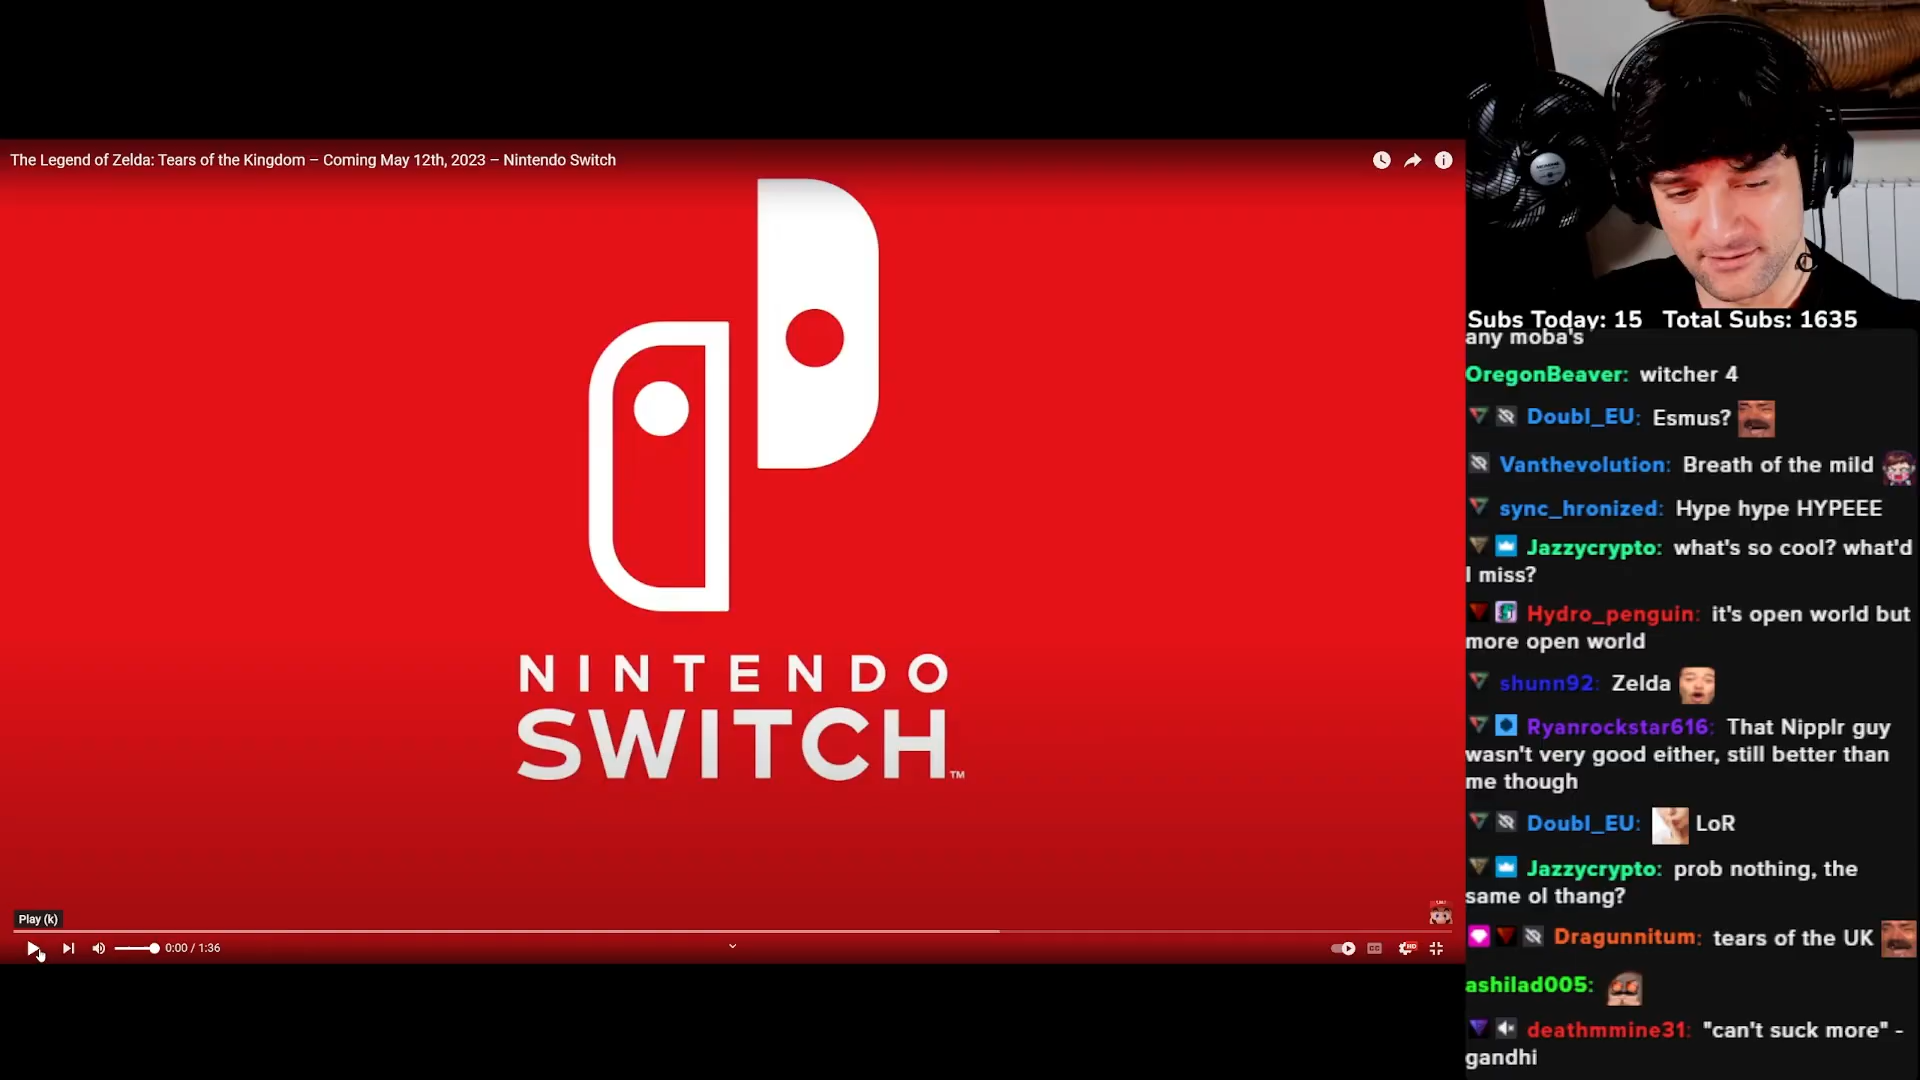 The Legend of Zelda: Tears of the Kingdom – Coming May 12th, 2023 – Nintendo Switch
NINTENDO
SWITCH™
Play (k)
0:00 / 1:36
CC
HD
Subs Today: 15 Total Subs: 1635
any moba's
OregonBeaver: witcher 4
Doubl_EU: Esmus?
Vanthevolution: Breath of the mild
sync_hronized: Hype hype HYPEEE
Jazzycrypto: what's so cool? what'd
I miss?
Hydro_penguin: it's open world but
more open world
shunn92: Zelda
Ryanrockstar616: That Nipplr guy
wasn't very good either, still better than
me though
Doubl_EU: LoR
Jazzycrypto: prob nothing, the
same ol thang?
Dragunnitum: tears of the UK
ashilad005:
deathmmine31: "can't suck more" -
gandhi